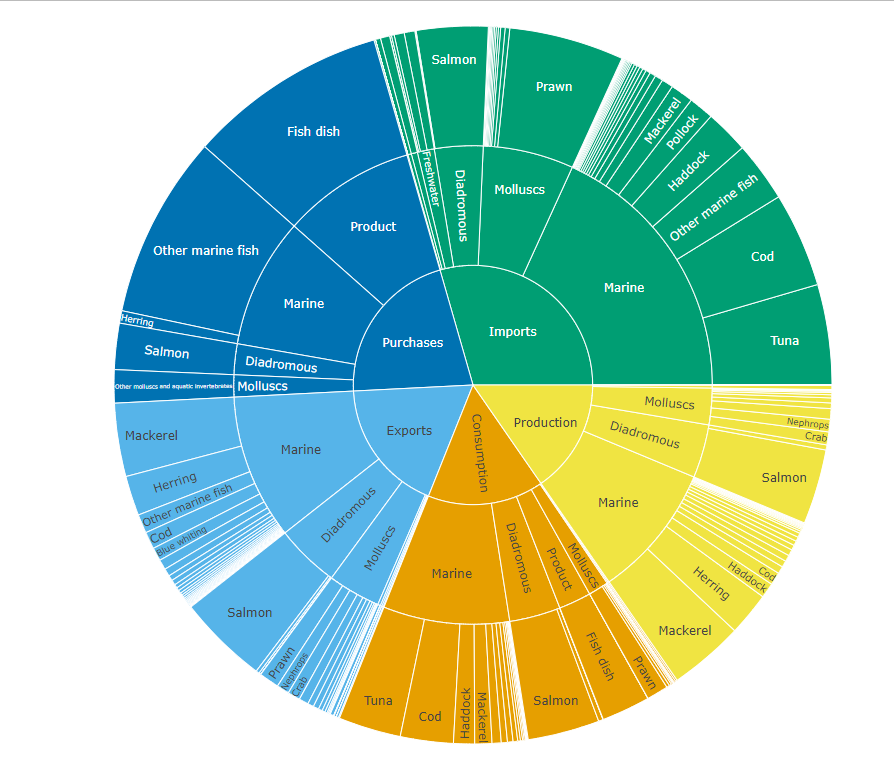 Salmon
Prawn
Mackerel
Pollock
Haddock
Other marine fish
Cod
Tuna
Fish dish
Freshwater
Diadromous
Molluscs
Marine
Imports
Other marine fish
Herring
Salmon
Other molluscs and aquatic invertebrates
Product
Marine
Diadromous
Molluscs
Purchases
Exports
Marine
Diadromous
Molluscs
Mackerel
Herring
Other marine fish
Cod
Blue whiting
Salmon
Prawn
Nephrops
Crab
Consumption
Marine
Diadromous
Product
Molluscs
Tuna
Cod
Haddock
Mackerel
Salmon
Fish dish
Prawn
Production
Molluscs
Diadromous
Marine
Nephrops
Crab
Salmon
Cod
Haddock
Herring
Mackerel